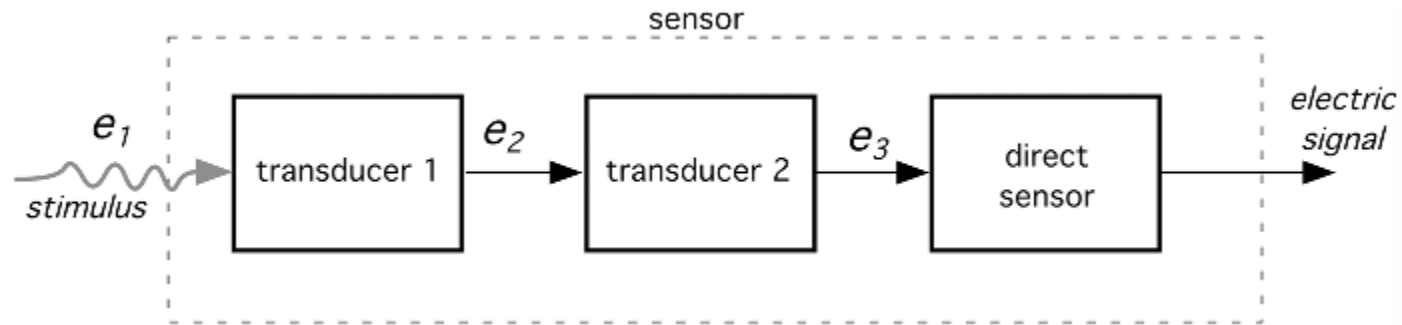 sensor
e1
stimulus
transducer 1
e2
transducer 2
e3
direct
sensor
electric
signal